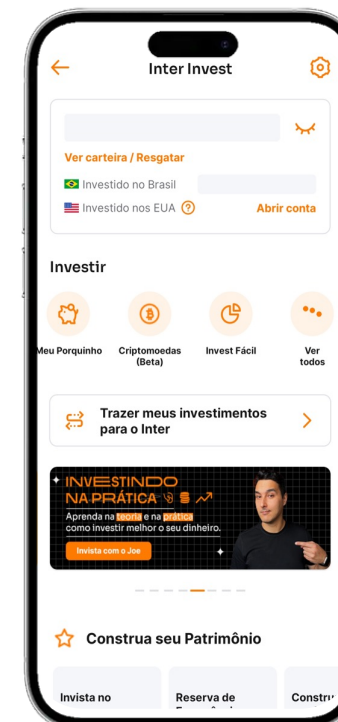 Inter Invest
Ver carteira / Resgatar
Investido no Brasil
Investido nos EUA ?
Abrir conta
Investir
Meu Porquinho
Criptomoedas
(Beta)
Invest Fácil
Ver
todos
Trazer meus investimentos
para o Inter
INVESTINDO
NA PRÁTICA
Aprenda na teoria e na prática
como investir melhor o seu dinheiro.
Invista com o Joe
Construa seu Patrimônio
Invista no
Reserva de